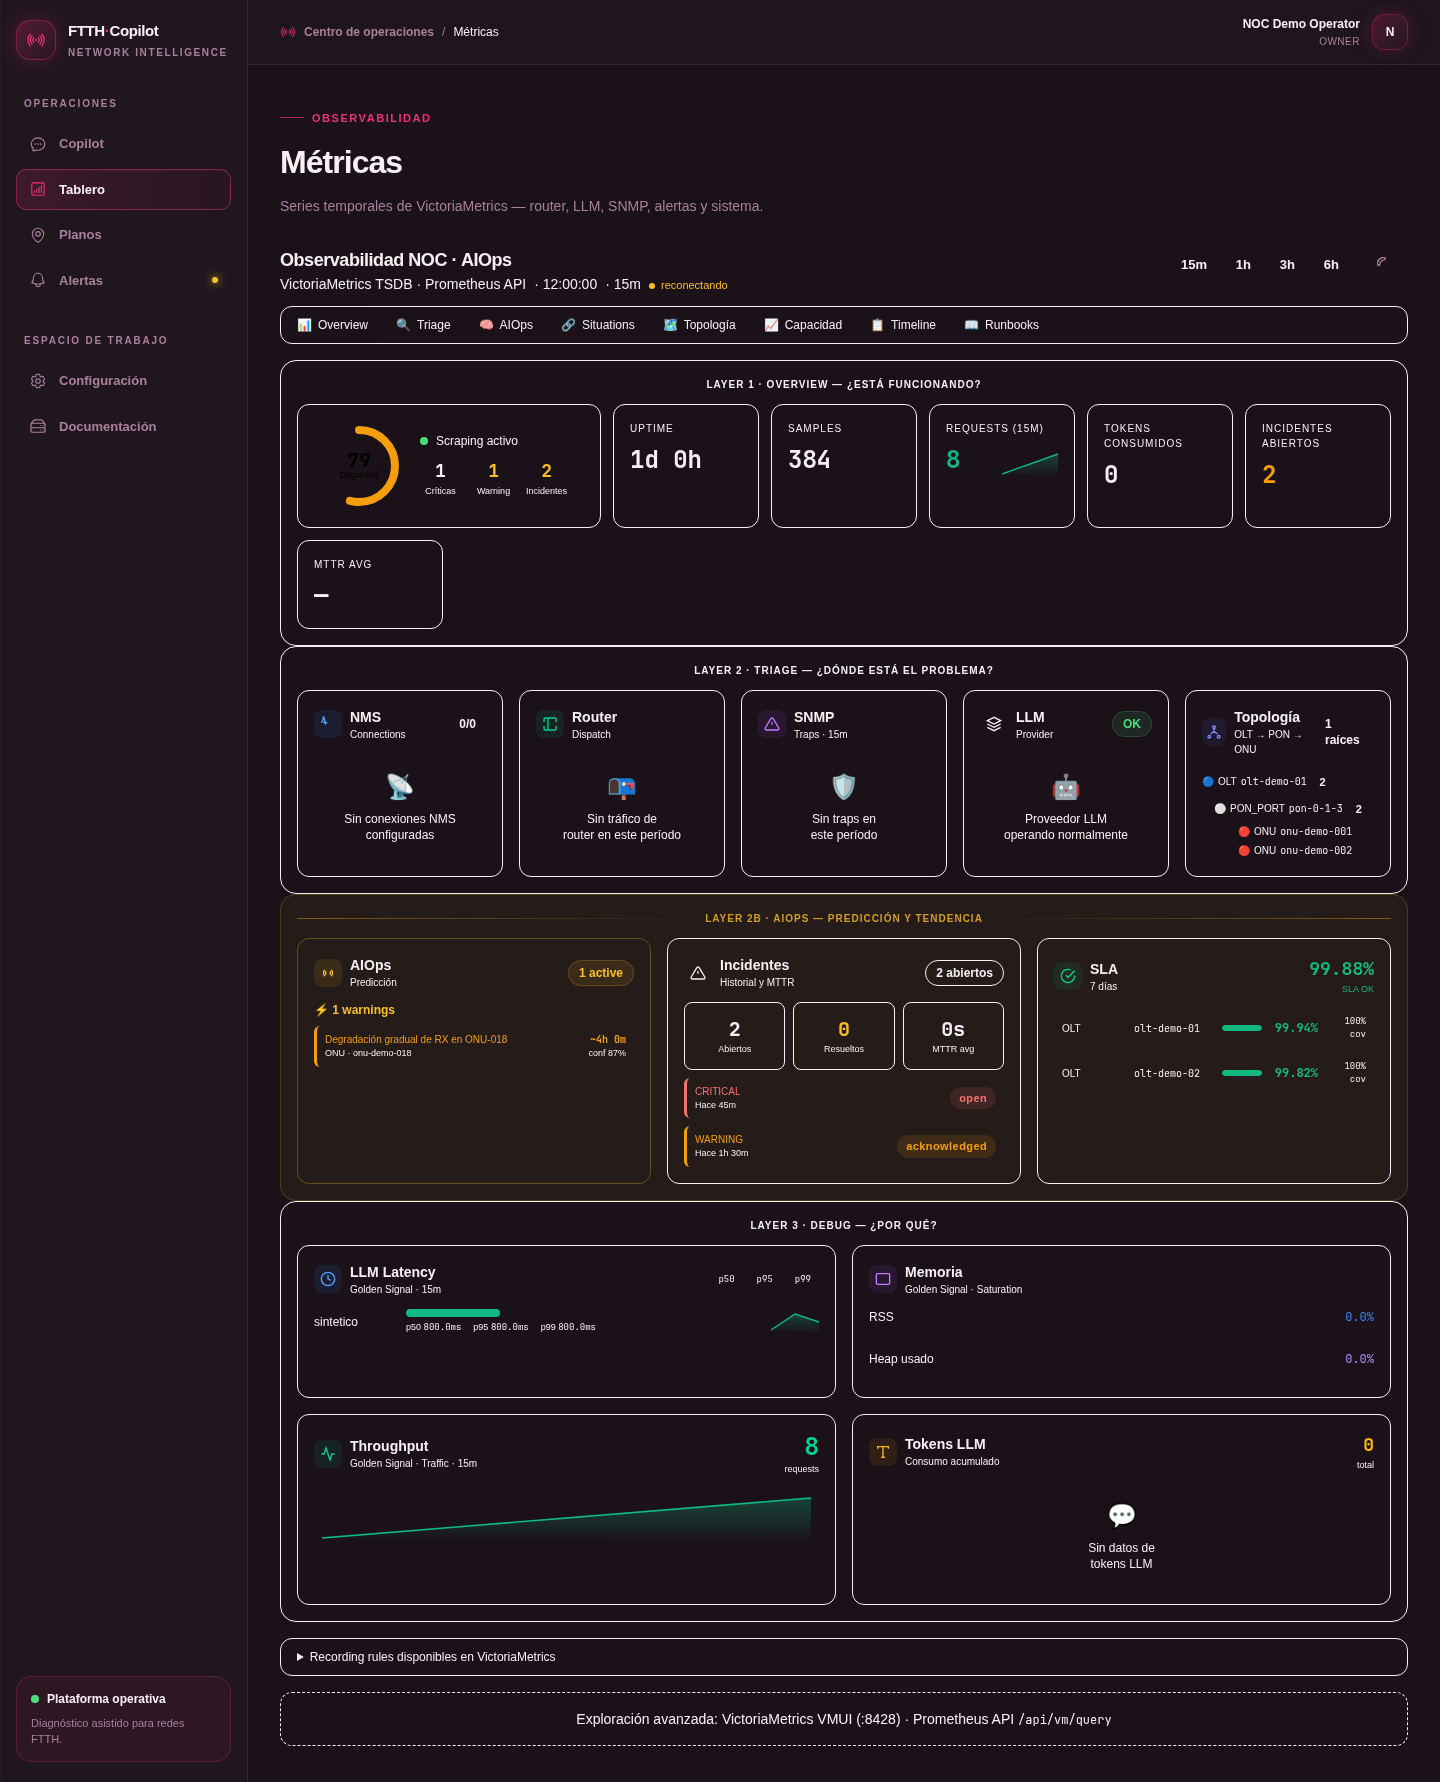 FTTH·Copilot
NETWORK INTELLIGENCE
OPERACIONES
Copilot
Tablero
Planos
Alertas
ESPACIO DE TRABAJO
Configuración
Documentación
Plataforma operativa
Diagnóstico asistido para redes
FTTH.
Centro de operaciones / Métricas
NOC Demo Operator
OWNER
N
OBSERVABILIDAD
Métricas
Series temporales de VictoriaMetrics — router, LLM, SNMP, alertas y sistema.
Observabilidad NOC · AIOps
VictoriaMetrics TSDB · Prometheus API · 12:00:00 · 15m reconectando
15m 1h 3h 6h
📊 Overview 🔍 Triage 🧠 AIOps 🔗 Situations 🗺️ Topología 📈 Capacidad 📋 Timeline 📖 Runbooks
LAYER 1 · OVERVIEW — ¿ESTÁ FUNCIONANDO?
79
Degraded
Scraping activo
1 1 2
Críticas Warning Incidentes
UPTIME
1d 0h
SAMPLES
384
REQUESTS (15M)
8
TOKENS
CONSUMIDOS
0
INCIDENTES
ABIERTOS
2
MTTR AVG
—
LAYER 2 · TRIAGE — ¿DÓNDE ESTÁ EL PROBLEMA?
NMS
Connections
0/0
📡
Sin conexiones NMS
configuradas
Router
Dispatch
📭
Sin tráfico de
router en este período
SNMP
Traps · 15m
🛡️
Sin traps en
este período
LLM
Provider
OK
🤖
Proveedor LLM
operando normalmente
Topología
OLT → PON →
ONU
1
raíces
🔵 OLT olt-demo-01 2
⚪ PON_PORT pon-0-1-3 2
🔴 ONU onu-demo-001
🔴 ONU onu-demo-002
LAYER 2B · AIOPS — PREDICCIÓN Y TENDENCIA
AIOps
Predicción
1 active
⚡ 1 warnings
Degradación gradual de RX en ONU-018 ~4h 0m
ONU · onu-demo-018 conf 87%
Incidentes
Historial y MTTR
2 abiertos
2 0 0s
Abiertos Resueltos MTTR avg
CRITICAL
Hace 45m
open
WARNING
Hace 1h 30m
acknowledged
SLA
7 días
99.88%
SLA OK
OLT olt-demo-01 99.94% 100%
cov
OLT olt-demo-02 99.82% 100%
cov
LAYER 3 · DEBUG — ¿POR QUÉ?
LLM Latency
Golden Signal · 15m
p50 p95 p99
sintetico
p50 800.0ms p95 800.0ms p99 800.0ms
Memoria
Golden Signal · Saturation
RSS 0.0%
Heap usado 0.0%
Throughput
Golden Signal · Traffic · 15m
8
requests
Tokens LLM
Consumo acumulado
0
total
💬
Sin datos de
tokens LLM
▶ Recording rules disponibles en VictoriaMetrics
Exploración avanzada: VictoriaMetrics VMUI (:8428) · Prometheus API /api/vm/query